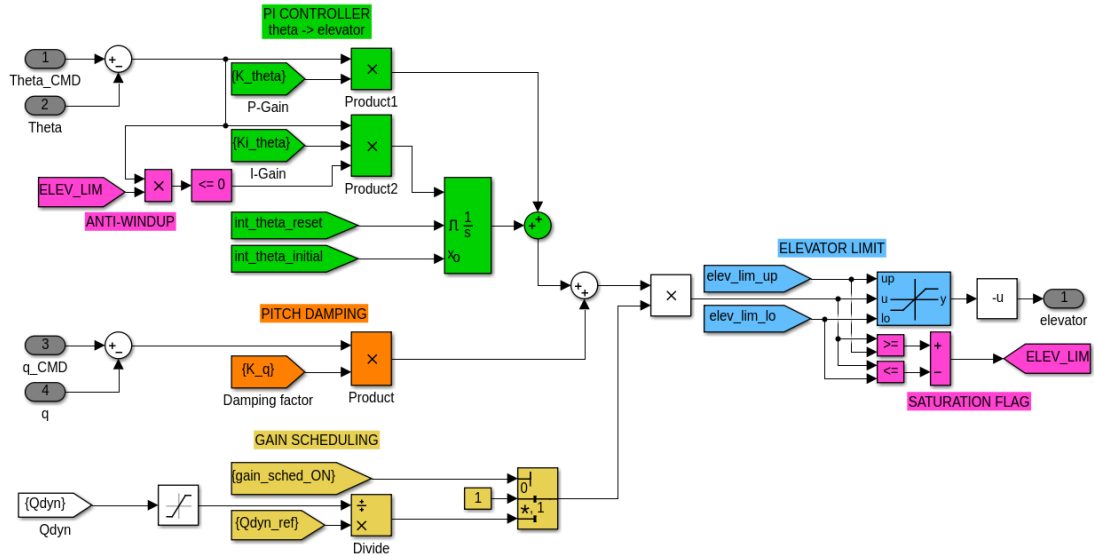 PI CONTROLLER
theta -> elevator
1
Theta_CMD
2
Theta
+
-
{K_theta}
P-Gain
×
Product1
{Ki_theta}
I-Gain
×
Product2
ELEV_LIM
×
<= 0
ANTI-WINDUP
int_theta_reset
int_theta_initial
1
s
xo
+
+
ELEVATOR LIMIT
elev_lim_up
elev_lim_lo
up
u
lo
y
-u
1
elevator
+
+
×
>=
<=
+
-
ELEV_LIM
SATURATION FLAG
PITCH DAMPING
3
q_CMD
4
q
+
-
{K_q}
Damping factor
×
Product
GAIN SCHEDULING
{gain_sched_ON}
1
0
*, 1
{Qdyn}
Qdyn
{Qdyn_ref}
÷
×
Divide